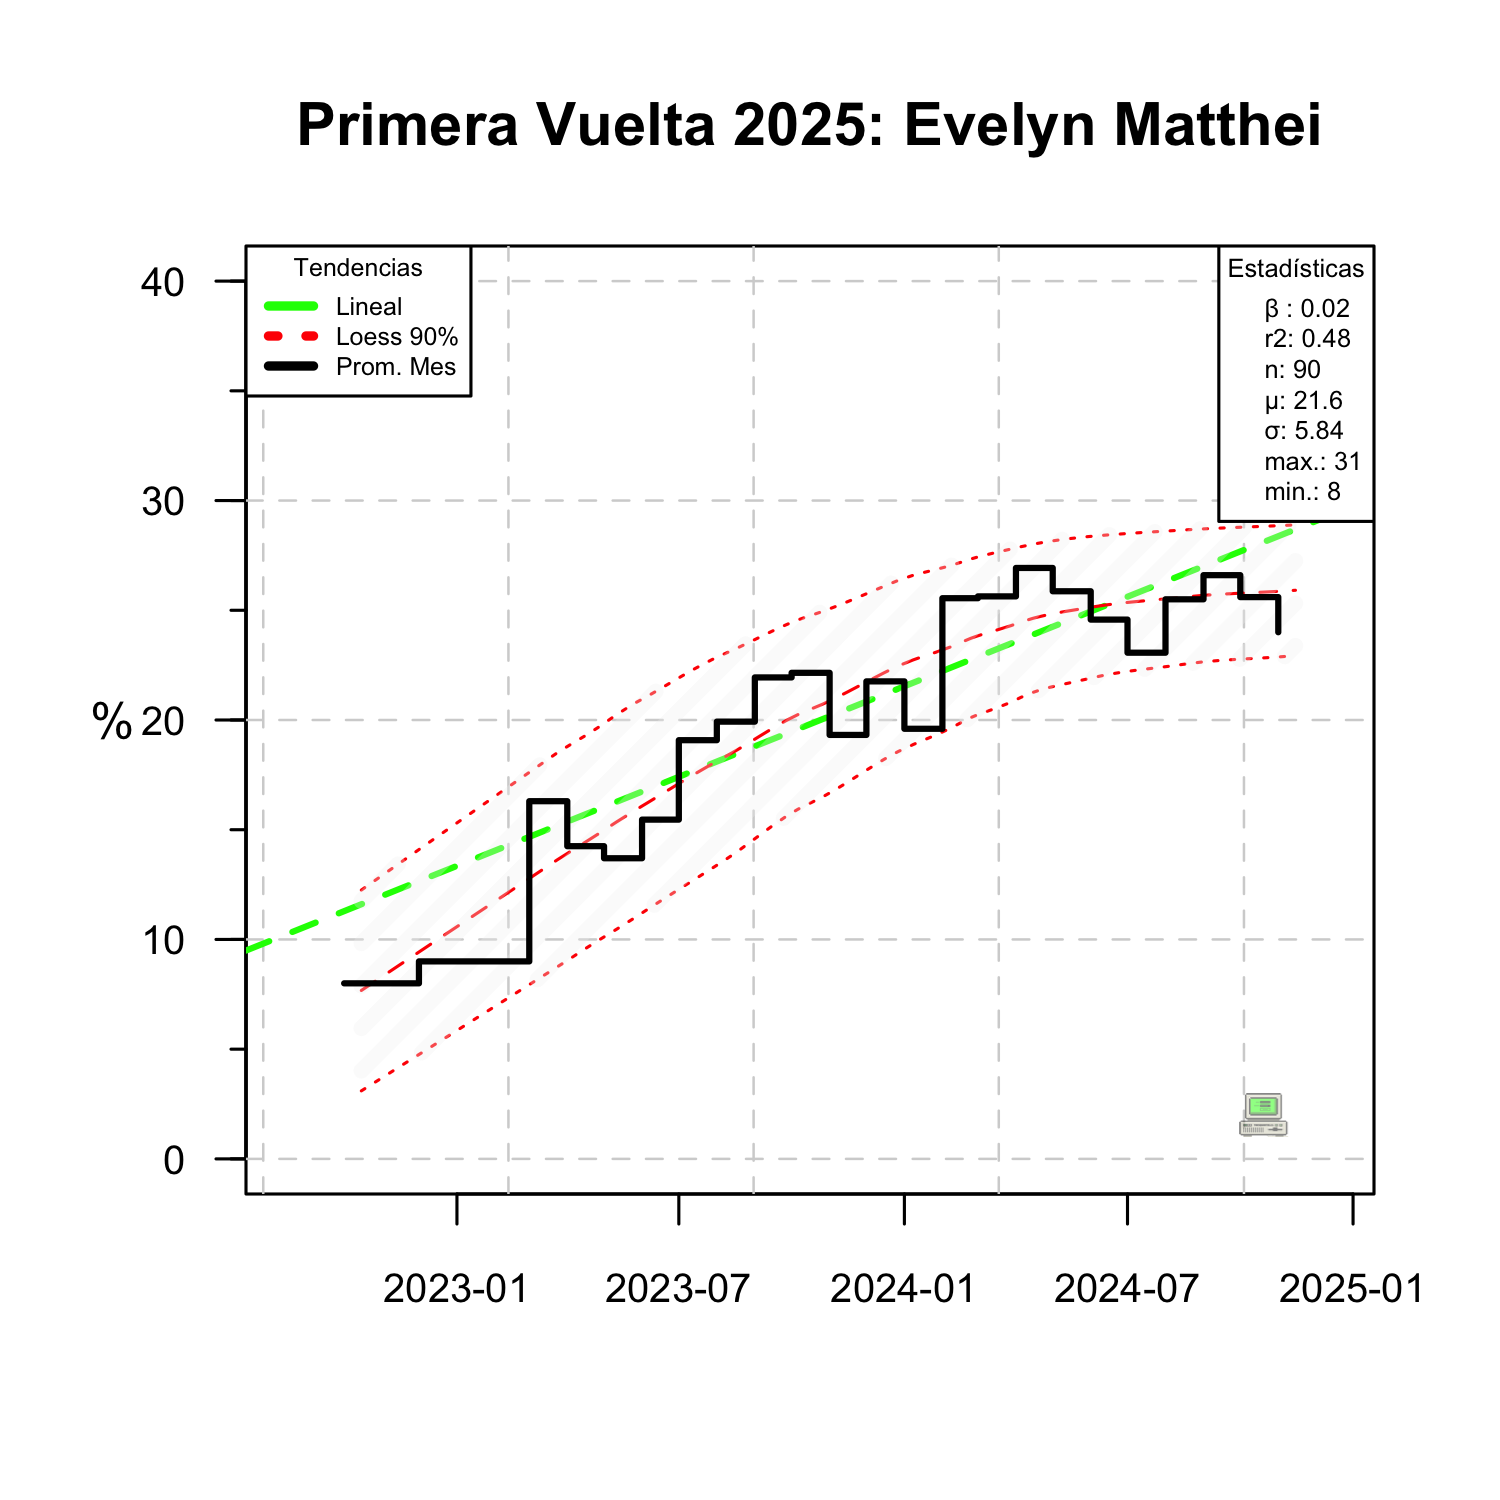 Primera Vuelta 2025: Evelyn Matthei
Tendencias
Lineal
Loess 90%
Prom. Mes
Estadísticas
β : 0.02
r2: 0.48
n: 90
μ: 21.6
σ: 5.84
max.: 31
min.: 8
40
30
% 20
10
0
2023-01 2023-07 2024-01 2024-07 2025-01